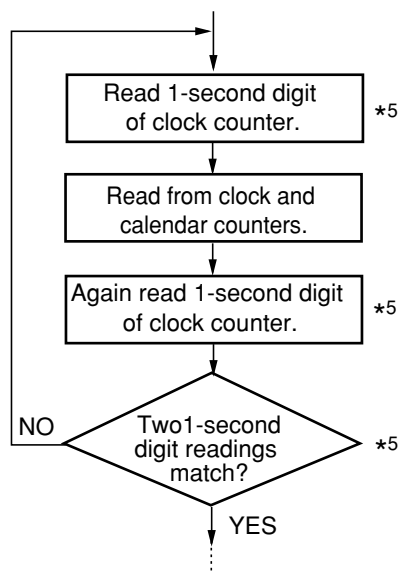 Read 1-second digit
of clock counter.
*5
Read from clock and
calendar counters.
Again read 1-second digit
of clock counter.
*5
NO
Two1-second
digit readings
match?
*5
YES